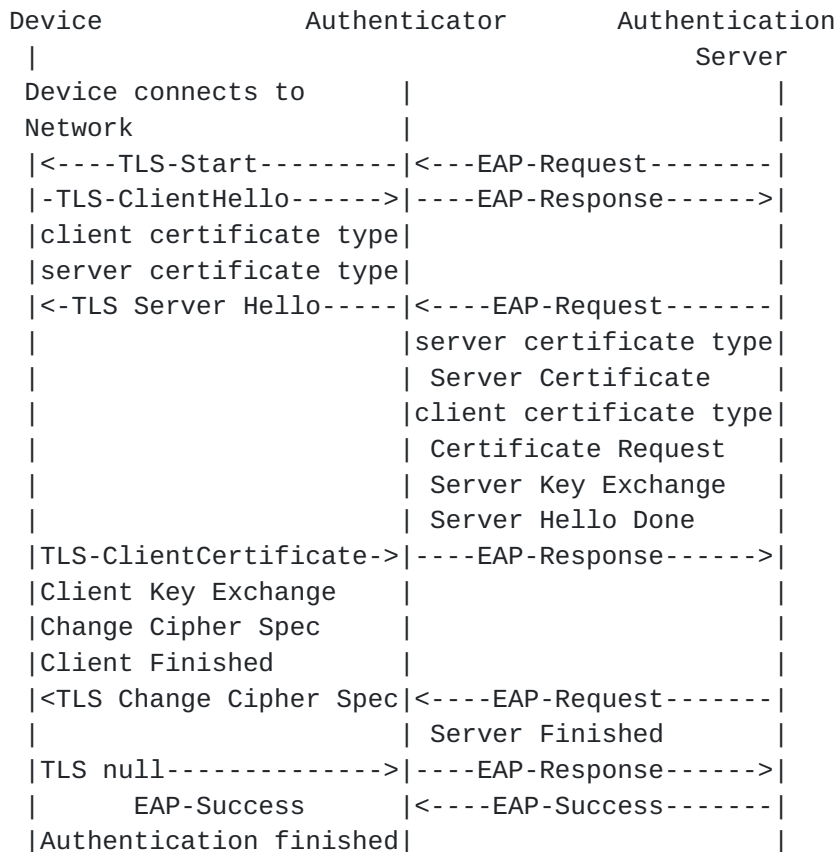 Device            Authenticator       Authentication
 |                                        Server
 Device connects to      |                      |
 Network                 |                      |
 |<----TLS-Start---------|<---EAP-Request--------|
 |-TLS-ClientHello------>|----EAP-Response------>|
 |client certificate type|                      |
 |server certificate type|                      |
 |<-TLS Server Hello-----|<----EAP-Request-------|
 |                       |server certificate type|
 |                       | Server Certificate    |
 |                       |client certificate type|
 |                       | Certificate Request   |
 |                       | Server Key Exchange   |
 |                       | Server Hello Done     |
 |TLS-ClientCertificate->|----EAP-Response------>|
 |Client Key Exchange    |                      |
 |Change Cipher Spec     |                      |
 |Client Finished        |                      |
 |<TLS Change Cipher Spec|<----EAP-Request-------|
 |                       | Server Finished       |
 |TLS null-------------->|----EAP-Response------>|
 |      EAP-Success      |<----EAP-Success-------|
 |Authentication finished|                      |